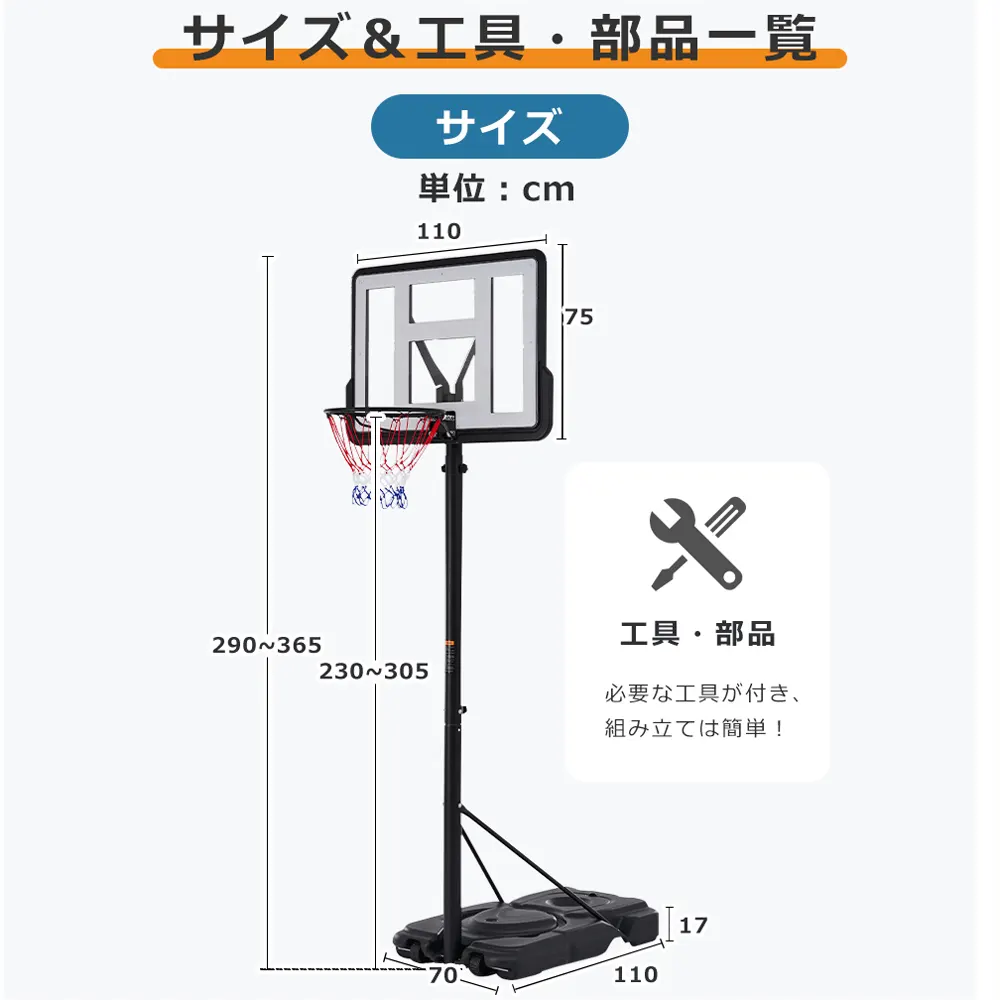 サイズ＆工具・部品一覧
サイズ
単位：cm
110
75
290~365
230~305
工具・部品
必要な工具が付き、
組み立ては簡単！
17
70
110